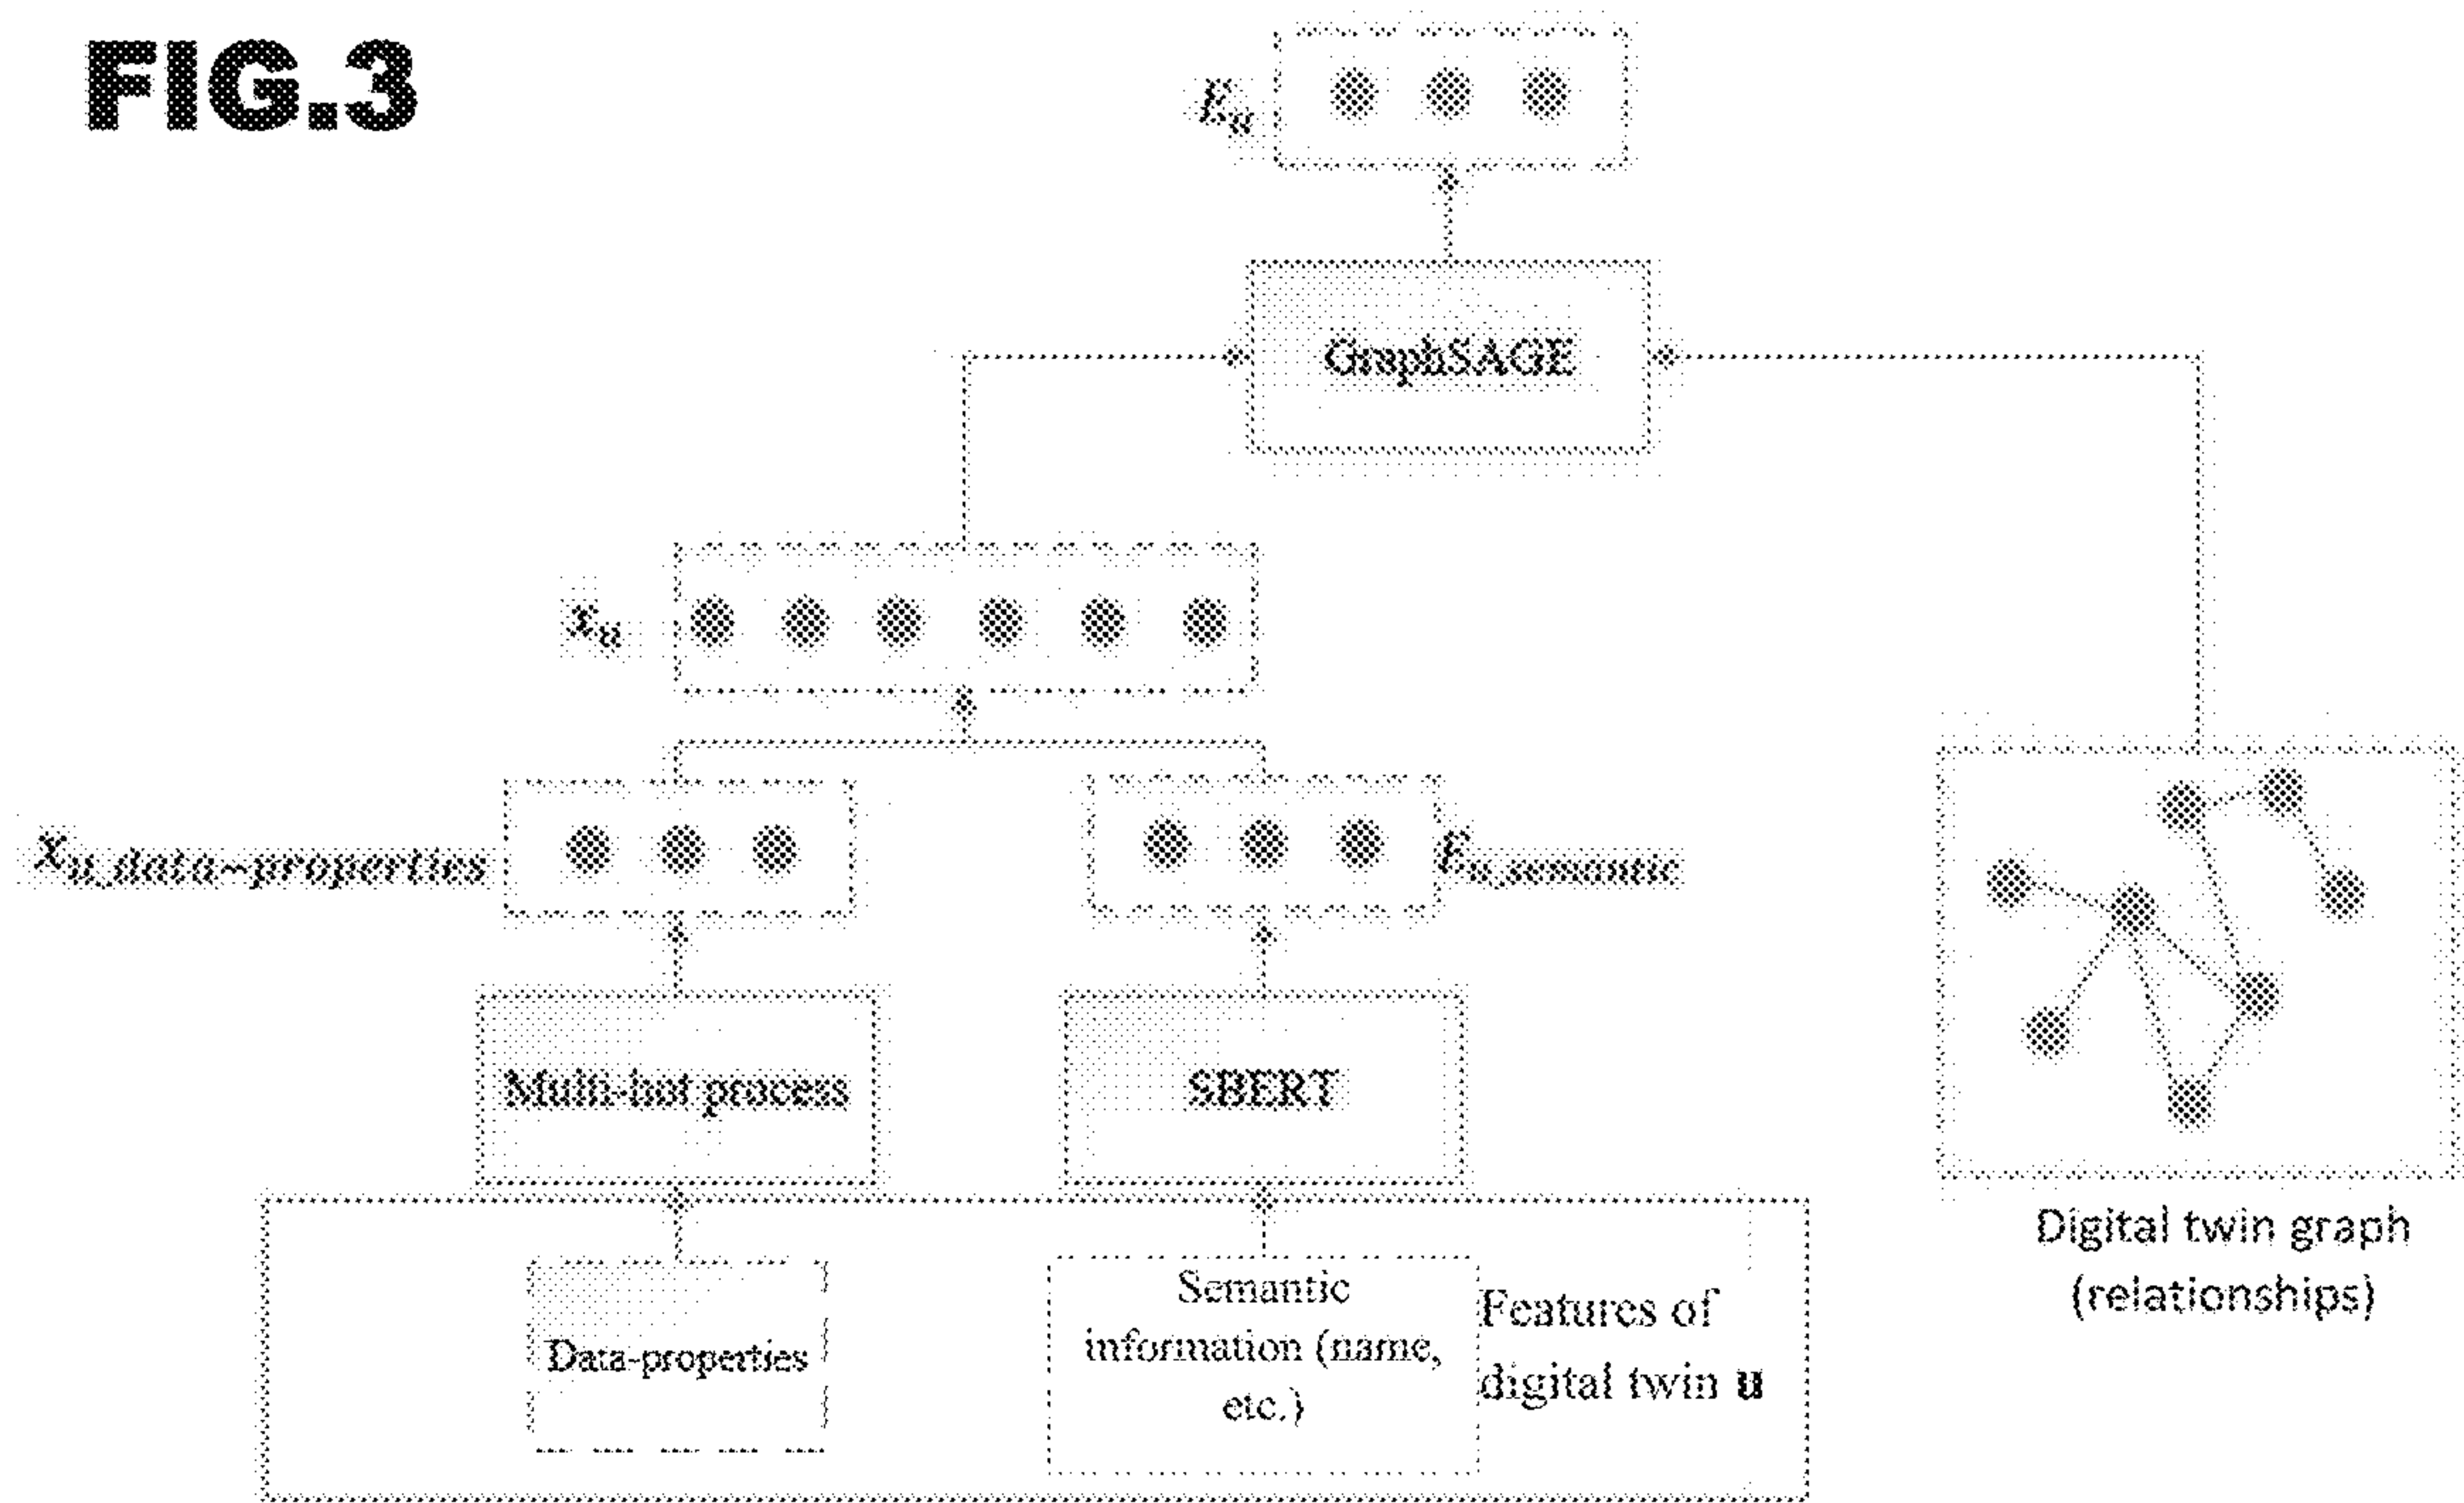 FIG.3
E_u
GraphSAGE
x_u
X_u_data-properties
E_u_semantic
Multi-hot process
SBERT
Data-properties
Semantic
information (name,
etc.)
Features of
digital twin u
Digital twin graph
(relationships)